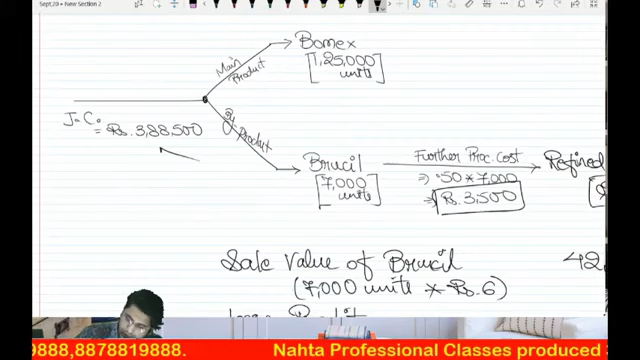 Sept.20 • New Section 2
Main Product
Bomex
[1,25,000 units]
J.C.
= Rs. 3,88,500
By Product
Brucil
[7,000 units]
Further Proc. Cost
⇒ .50 * 7,000
⇒ Rs. 3,500
Refined
Sale Value of Brucil
42,
(7,000 units * Rs. 6)
9888,8878819888.
Nahta Professional Classes produced